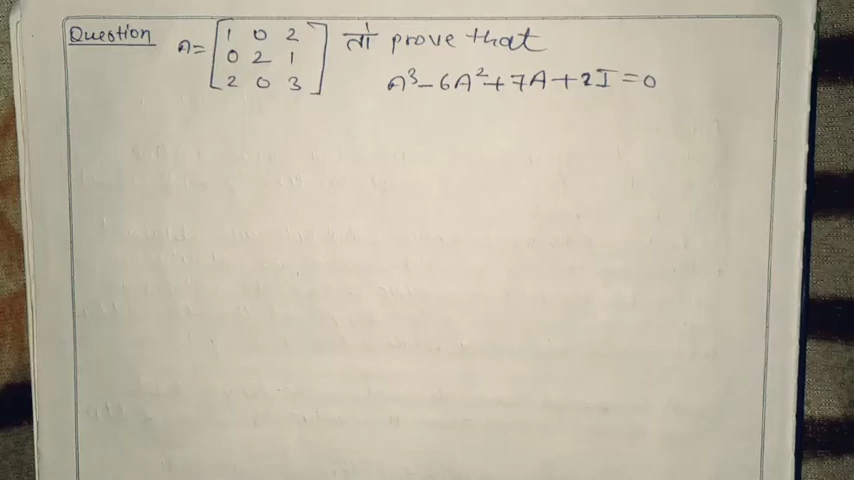 Question A = [1 0 2 तो prove that
0 2 1
2 0 3] A³ - 6A² + 7A + 2I = 0